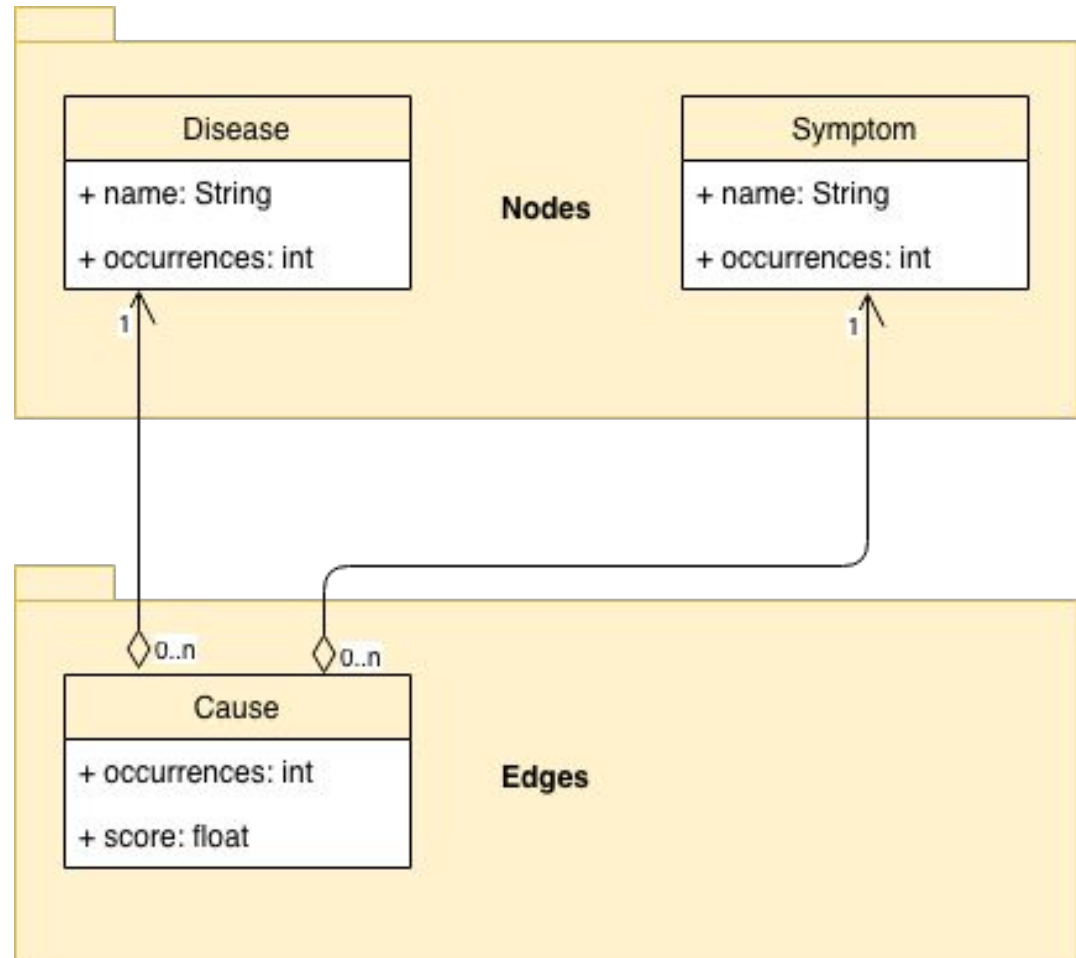 Disease
+ name: String
+ occurrences: int
Nodes
Symptom
+ name: String
+ occurrences: int
1
1
0..n
0..n
Cause
+ occurrences: int
+ score: float
Edges